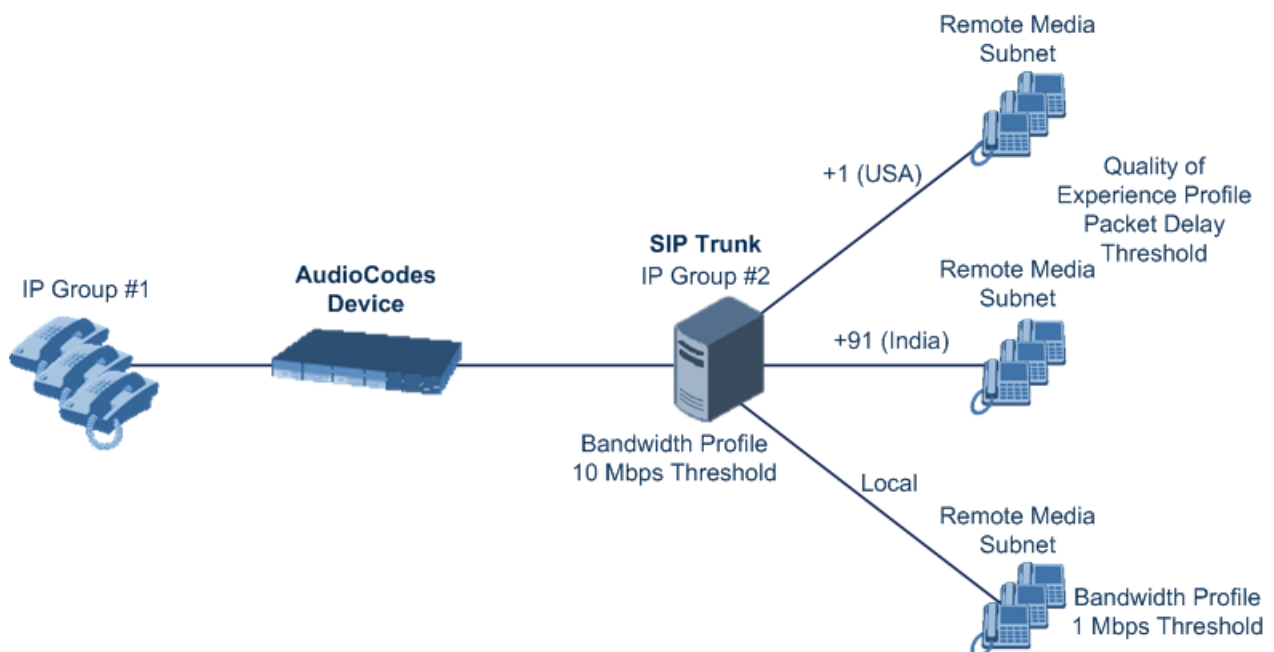 Remote Media
Subnet
+1 (USA)
Quality of
Experience Profile
Packet Delay
Threshold
SIP Trunk
IP Group #2
AudioCodes
Device
IP Group #1
Remote Media
Subnet
+91 (India)
Bandwidth Profile
10 Mbps Threshold
Local
Remote Media
Subnet
Bandwidth Profile
1 Mbps Threshold